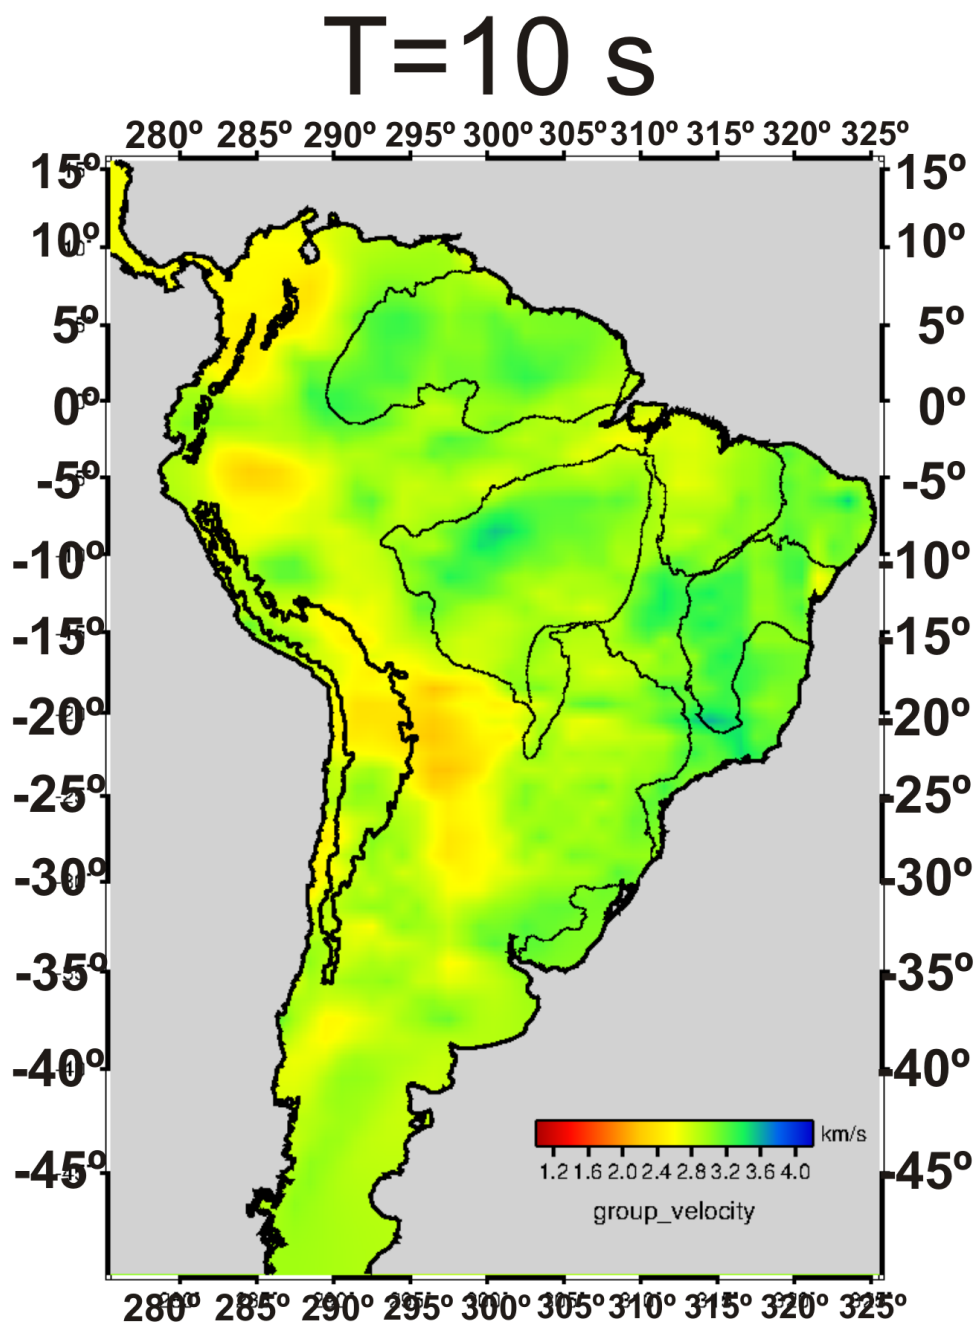 T=10 s
280º 285º 290º 295º 300º 305º 310º 315º 320º 325º
15º 15º
10º 10º
5º 5º
0º 0º
-5º -5º
-10º -10º
-15º -15º
-20º -20º
-25º -25º
-30º -30º
-35º -35º
-40º -40º
km/s
-45º -45º
1.2 1.6 2.0 2.4 2.8 3.2 3.6 4.0
group_velocity
280º 285º 290º 295º 300º 305º 310º 315º 320º 325º